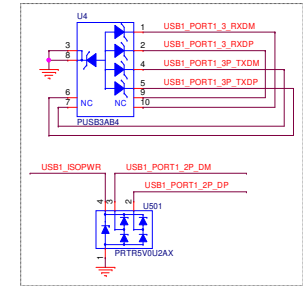 U4
1 USB1_PORT1_3_RXDM
3 2 USB1_PORT1_3_RXDP
8 4 USB1_PORT1_3P_TXDM
5 USB1_PORT1_3P_TXDP
6 9
7 NC NC 10
PUSB3AB4
USB1_ISOPWR USB1_PORT1_2P_DM
USB1_PORT1_2P_DP
4 3 2 U501
PRTR5V0U2AX
1